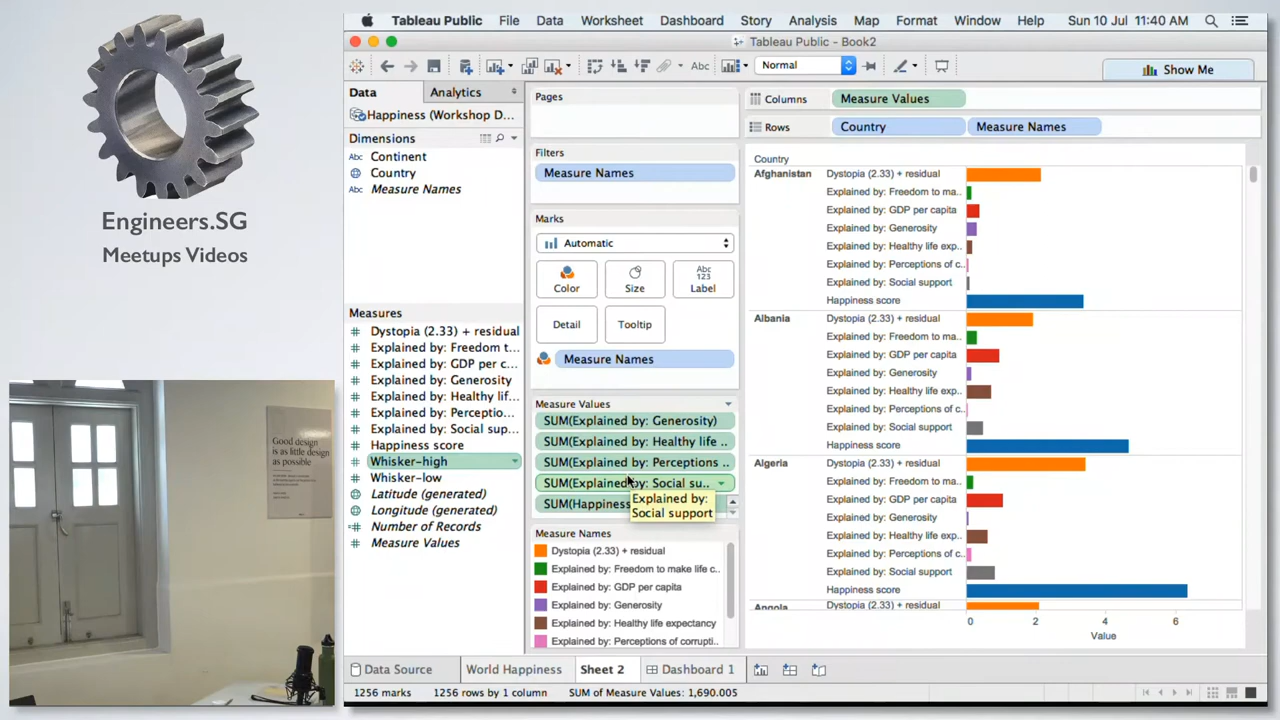 Engineers.SG
Meetups Videos
Good design
is as little design
as possible
Tableau Public File Data Worksheet Dashboard Story Analysis Map Format Window Help Sun 10 Jul 11:40 AM
Tableau Public - Book2
Abc Normal Show Me
Data Analytics
Happiness (Workshop D...
Dimensions
Abc Continent
Country
Abc Measure Names
Measures
Dystopia (2.33) + residual
Explained by: Freedom t...
Explained by: GDP per c...
Explained by: Generosity
Explained by: Healthy lif...
Explained by: Perceptio...
Explained by: Social sup...
Happiness score
Whisker-high
Whisker-low
Latitude (generated)
Longitude (generated)
Number of Records
Measure Values
Pages
Filters
Measure Names
Marks
Automatic
Color
Size
Abc
123
Label
Detail
Tooltip
Measure Names
Measure Values
SUM(Explained by: Generosity)
SUM(Explained by: Healthy life ..
SUM(Explained by: Perceptions ..
SUM(Explained by: Social su..
SUM(Happiness
Explained by:
Social support
Measure Names
Dystopia (2.33) + residual
Explained by: Freedom to make life c..
Explained by: GDP per capita
Explained by: Generosity
Explained by: Healthy life expectancy
Explained by: Perceptions of corrupti..
Columns Measure Values
Rows Country Measure Names
Country
Afghanistan Dystopia (2.33) + residual
Explained by: Freedom to ma..
Explained by: GDP per capita
Explained by: Generosity
Explained by: Healthy life exp..
Explained by: Perceptions of c..
Explained by: Social support
Happiness score
Albania Dystopia (2.33) + residual
Explained by: Freedom to ma..
Explained by: GDP per capita
Explained by: Generosity
Explained by: Healthy life exp..
Explained by: Perceptions of c..
Explained by: Social support
Happiness score
Algeria Dystopia (2.33) + residual
Explained by: Freedom to ma..
Explained by: GDP per capita
Explained by: Generosity
Explained by: Healthy life exp..
Explained by: Perceptions of c..
Explained by: Social support
Happiness score
Angola Dystopia (2.33) + residual
0 2 4 6
Value
Data Source World Happiness Sheet 2 Dashboard 1
1256 marks 1256 rows by 1 column SUM of Measure Values: 1,690.005